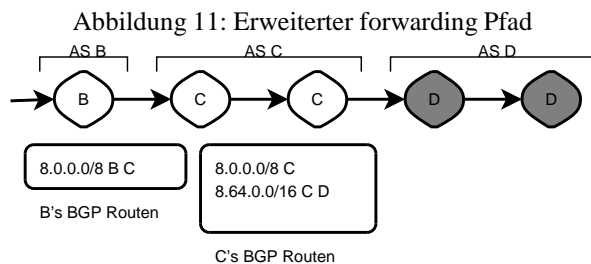 Abbildung 11: Erweiterter forwarding Pfad
AS B
AS C
AS D
B
C
C
D
D
8.0.0.0/8 B C
B's BGP Routen
8.0.0.0/8 C
8.64.0.0/16 C D
C's BGP Routen